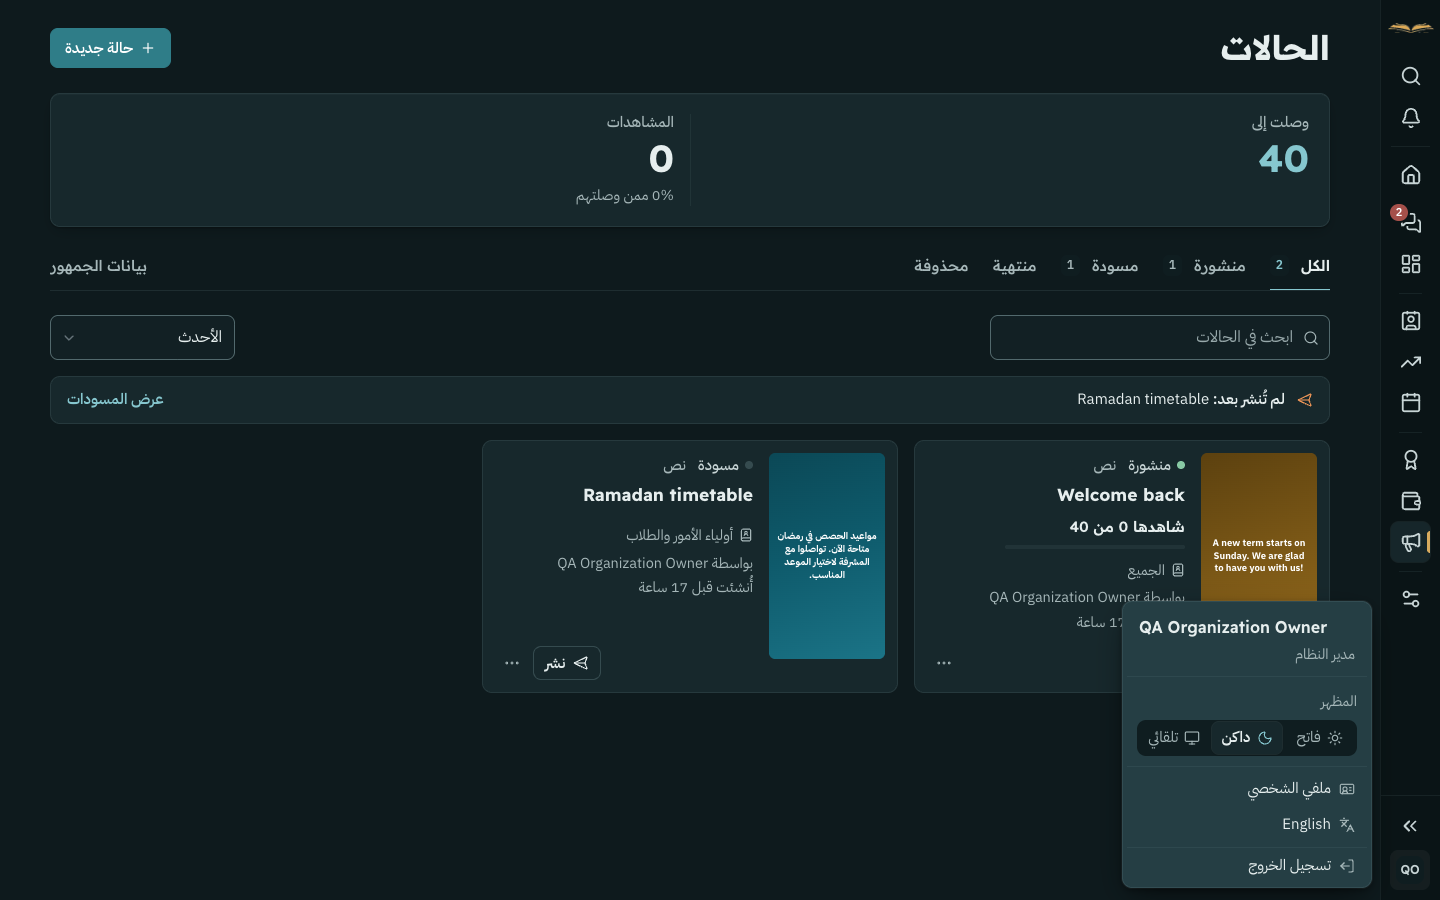 الحالات
حالة جديدة
وصلت إلى
40
المشاهدات
0
0% ممن وصلتهم
الكل 2
منشورة 1
مسودة 1
منتهية
محذوفة
بيانات الجمهور
ابحث في الحالات
الأحدث
لم تُنشر بعد: Ramadan timetable
عرض المسودات
A new term starts on
Sunday. We are glad
to have you with us!
منشورة نص
Welcome back
شاهدها 0 من 40
الجميع
بواسطة QA Organization Owner
17 ساعة
مواعيد الحصص في رمضان
متاحة الآن. تواصلوا مع
المشرفة لاختيار الموعد
المناسب.
مسودة نص
Ramadan timetable
أولياء الأمور والطلاب
بواسطة QA Organization Owner
أُنشئت قبل 17 ساعة
نشر
2
QA Organization Owner
مدير النظام
المظهر
فاتح
داكن
تلقائي
ملفي الشخصي
English
تسجيل الخروج
QO